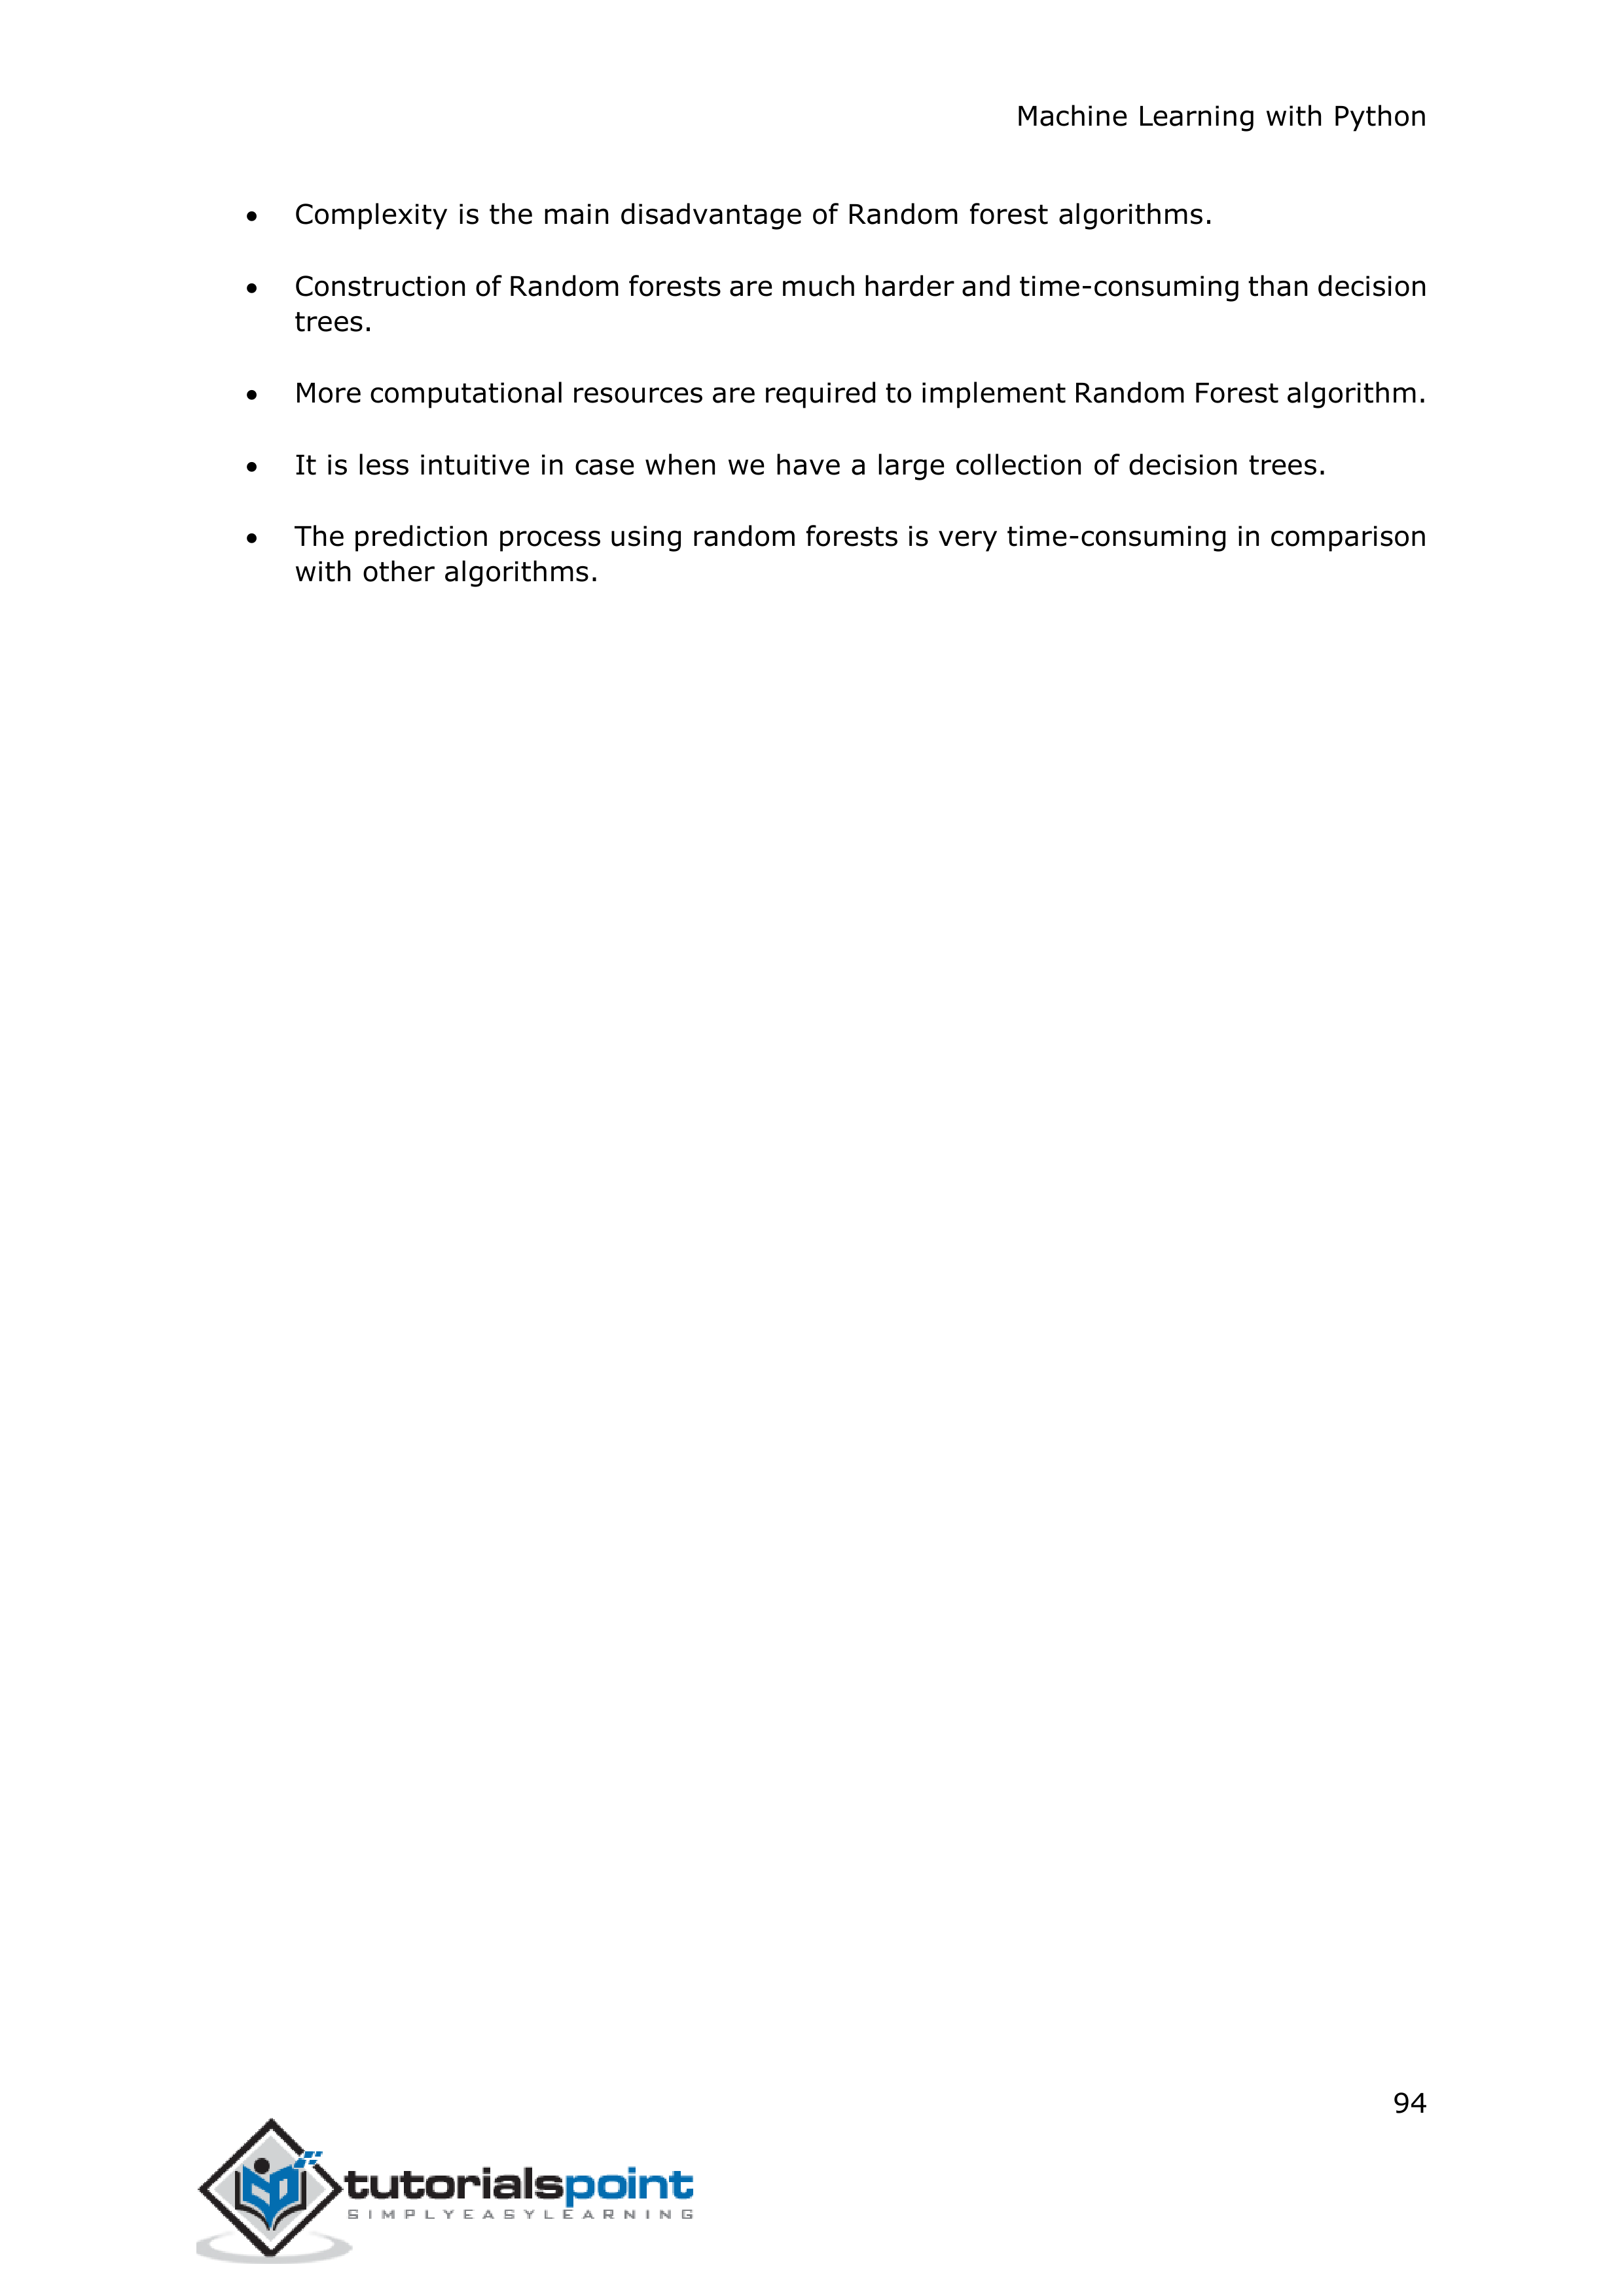 Machine Learning with Python
• Complexity is the main disadvantage of Random forest algorithms.
• Construction of Random forests are much harder and time-consuming than decision
trees.
• More computational resources are required to implement Random Forest algorithm.
• It is less intuitive in case when we have a large collection of decision trees.
• The prediction process using random forests is very time-consuming in comparison
with other algorithms.
94
tutorialspoint
SIMPLYEASYLEARNING